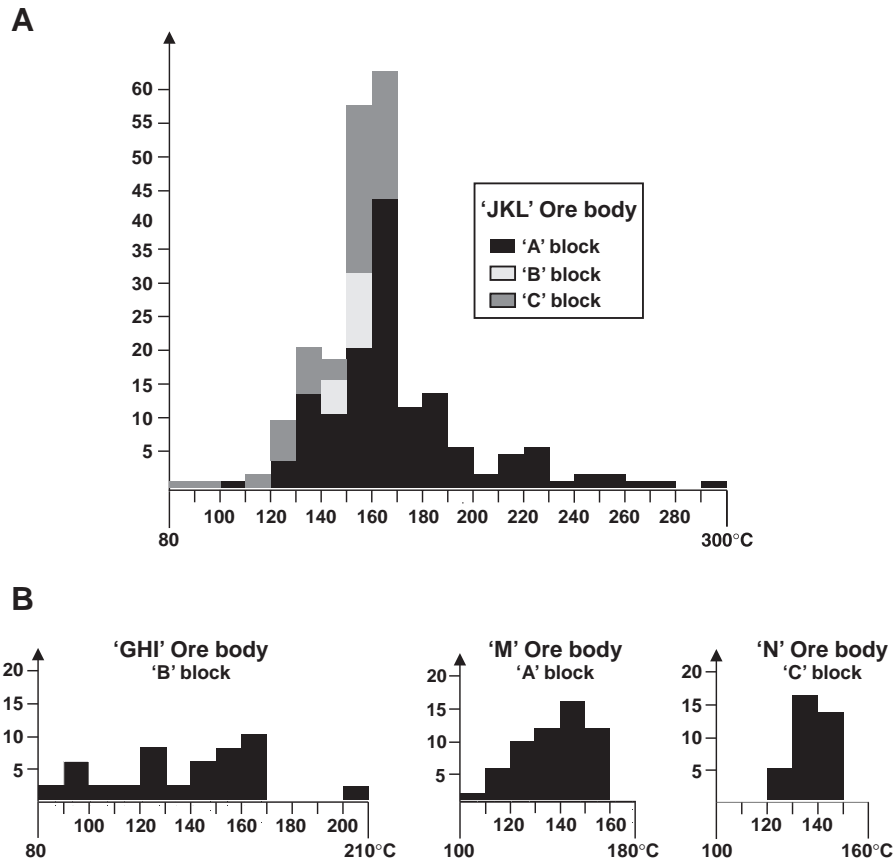 A
60
55
50
45
40
35
30
25
20
15
10
5
‘JKL’ Ore body
‘A’ block
‘B’ block
‘C’ block
100 120 140 160 180 200 220 240 260 280
80 300°C
B
‘GHI’ Ore body
‘B’ block
20
15
10
5
100 120 140 160 180 200
80 210°C
‘M’ Ore body
‘A’ block
20
15
10
5
120 140 160
100 180°C
‘N’ Ore body
‘C’ block
20
15
10
5
120 140
100 160°C